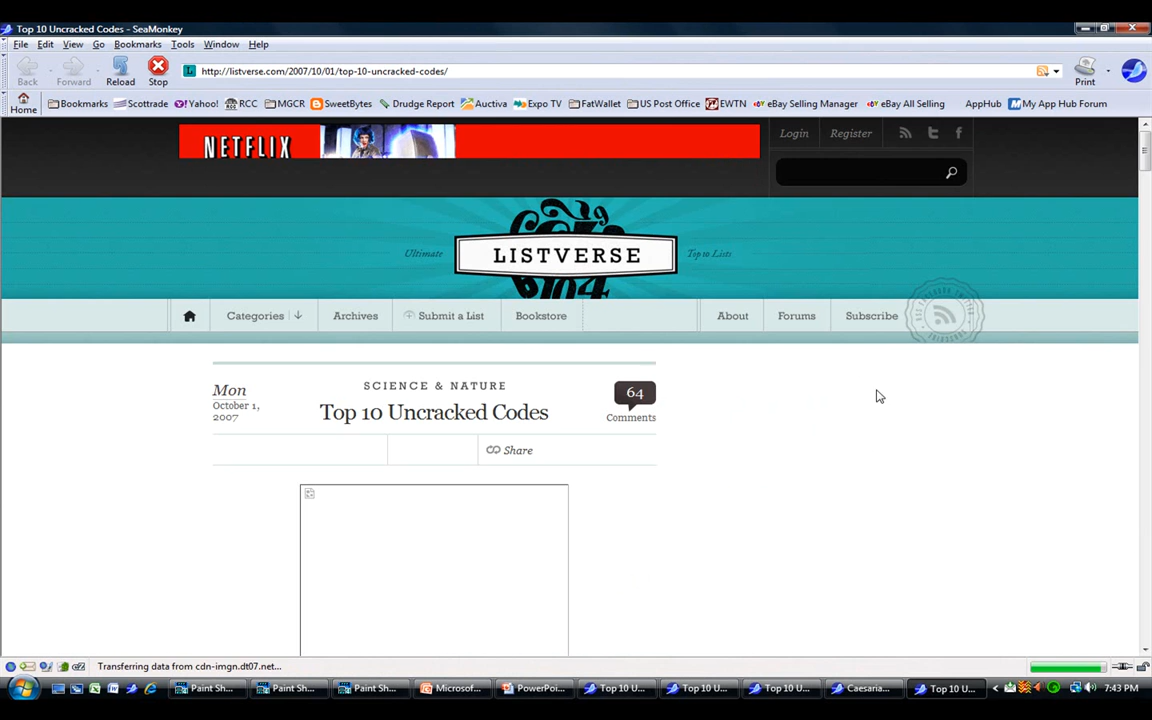 Top 10 Uncracked Codes - SeaMonkey
File Edit View Go Bookmarks Tools Window Help
Back Forward Reload Stop http://listverse.com/2007/10/01/top-10-uncracked-codes/ Print
Home Bookmarks Scottrade Yahoo! RCC MGCR SweetBytes Drudge Report Auctiva Expo TV FatWallet US Post Office EWTN eBay Selling Manager eBay All Selling AppHub My App Hub Forum
NETFLIX
Login Register
Ultimate LISTVERSE Top 10 Lists
Categories Archives Submit a List Bookstore About Forums Subscribe
Mon
October 1,
2007
SCIENCE & NATURE
Top 10 Uncracked Codes
64
Comments
Share
Transferring data from cdn-imgn.dt07.net...
Paint Sh... Paint Sh... Paint Sh... Microsof... PowerPoi... Top 10 U... Top 10 U... Top 10 U... Caesaria... Top 10 U... 7:43 PM